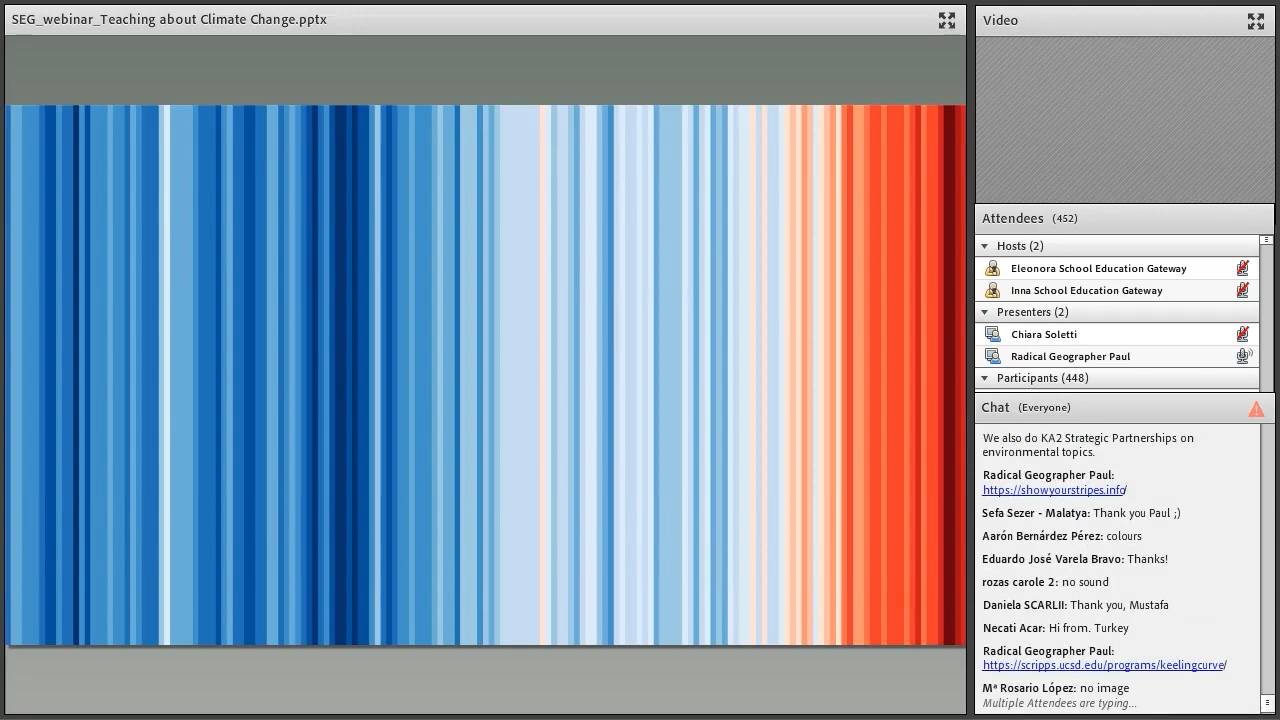 SEG_webinar_Teaching about Climate Change.pptx
Video
Attendees (452)
Hosts (2)
Eleonora School Education Gateway
Inna School Education Gateway
Presenters (2)
Chiara Soletti
Radical Geographer Paul
Participants (448)
Chat (Everyone)
We also do KA2 Strategic Partnerships on
environmental topics.
Radical Geographer Paul:
https://showyourstripes.info/
Sefa Sezer - Malatya: Thank you Paul ;)
Aarón Bernárdez Pérez: colours
Eduardo José Varela Bravo: Thanks!
rozas carole 2: no sound
Daniela SCARLII: Thank you, Mustafa
Necati Acar: Hi from. Turkey
Radical Geographer Paul:
https://scripps.ucsd.edu/programs/keelingcurve/
Mª Rosario López: no image
Multiple Attendees are typing...